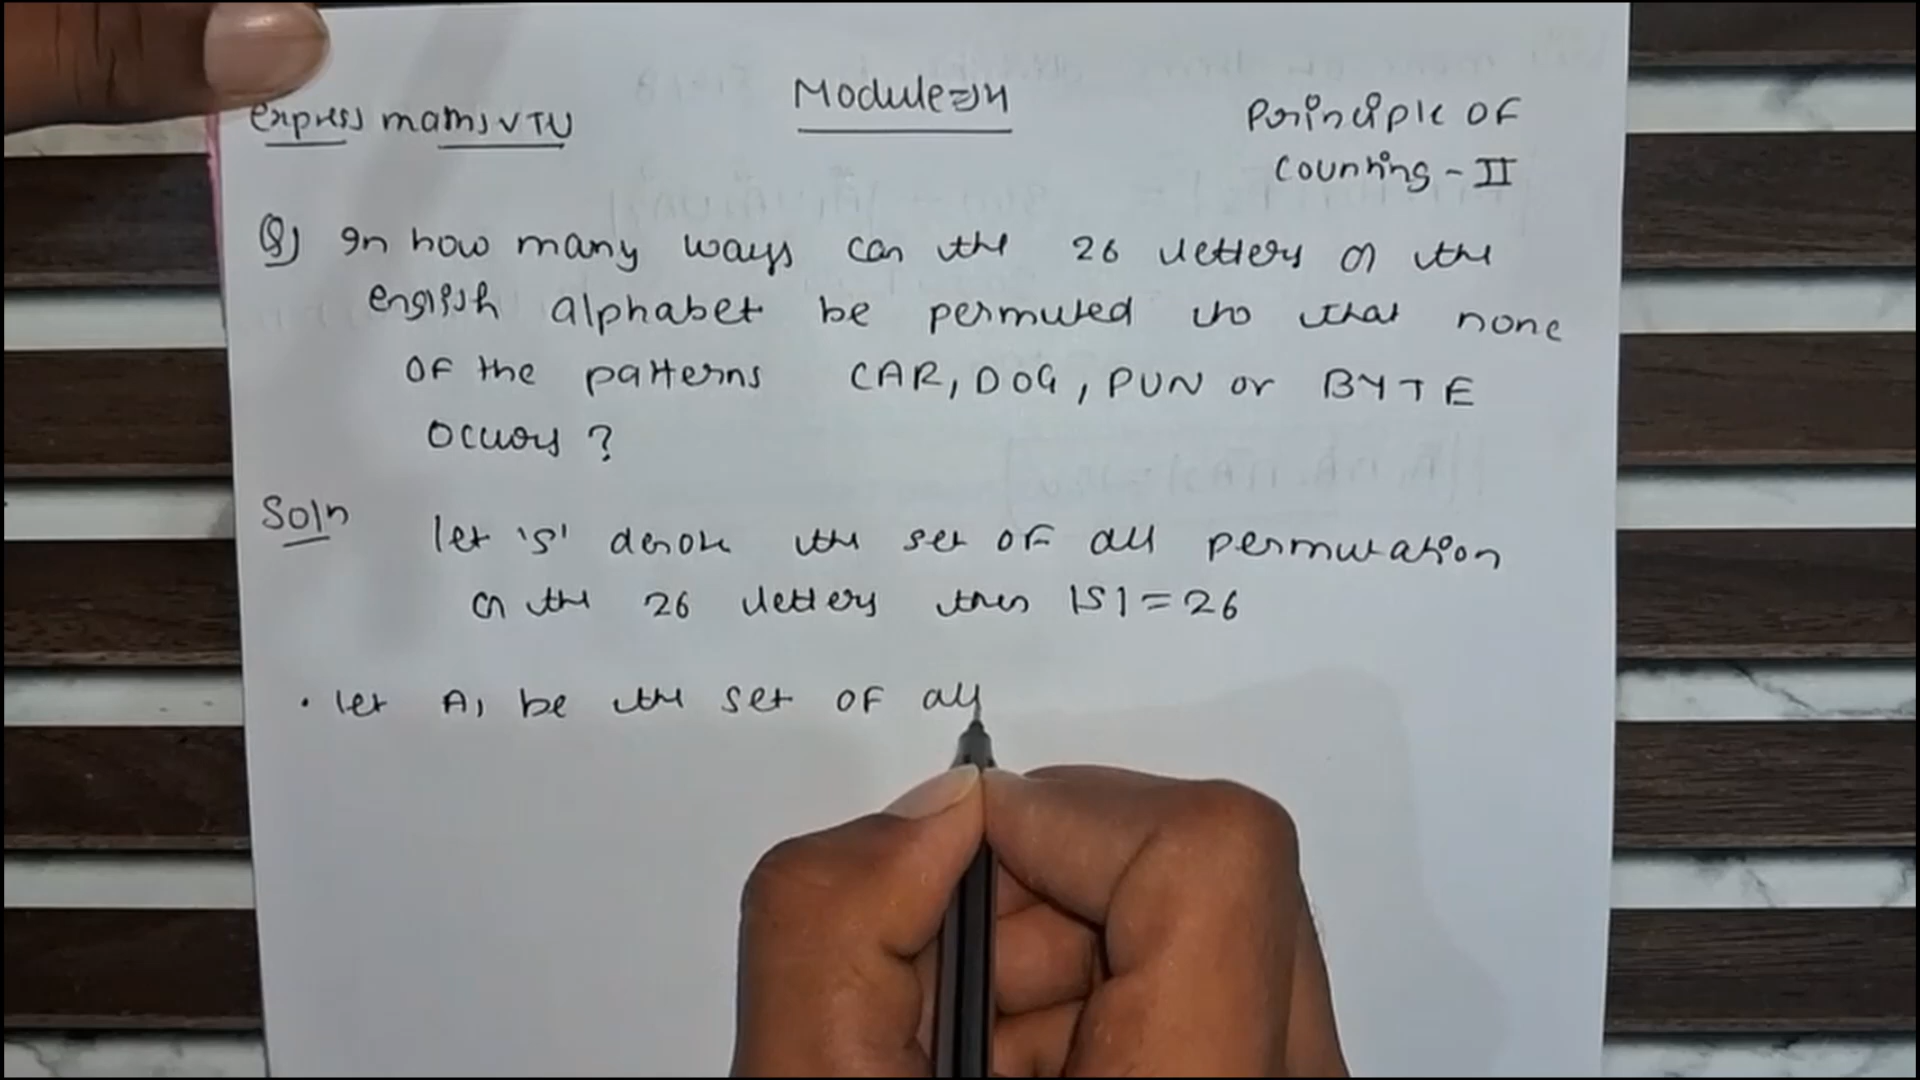 express maths VTU
Module ⇒ 4
Principle OF
Counting - II
Q) In how many ways can the 26 letters of the
english alphabet be permuted so that none
OF the patterns CAR, DOG, PUN or BYTE
Occurs ?
Soln
let 's' denote the set OF all permutation
of the 26 letters then |S| = 26
• let A1 be the set OF all